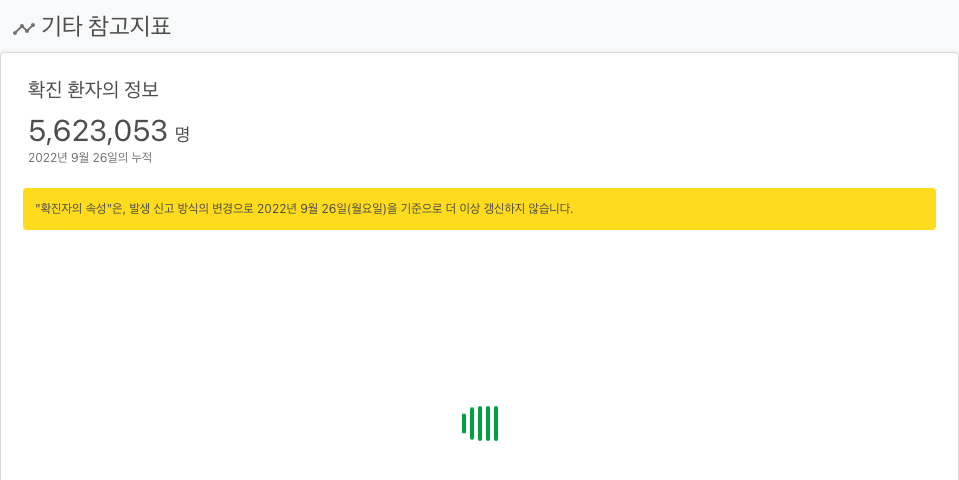 기타 참고지표
확진 환자의 정보
5,623,053 명
2022년 9월 26일의 누적
"확진자의 속성"은, 발생 신고 방식의 변경으로 2022년 9월 26일(월요일)을 기준으로 더 이상 갱신하지 않습니다.